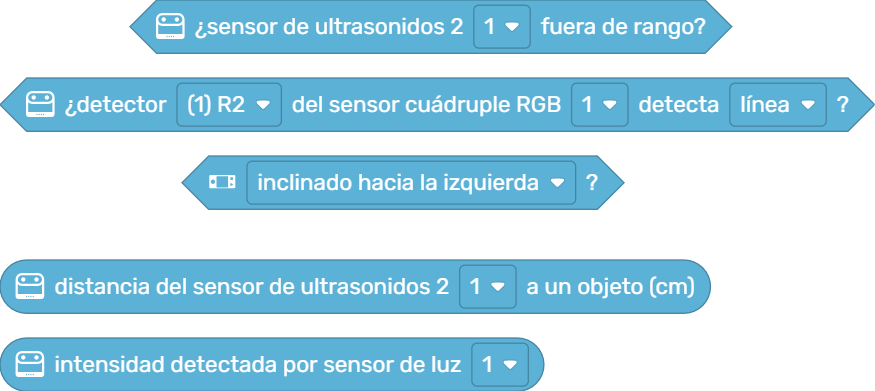 ¿sensor de ultrasonidos 2 1 fuera de rango?
¿detector (1) R2 del sensor cuádruple RGB 1 detecta línea ?
inclinado hacia la izquierda ?
distancia del sensor de ultrasonidos 2 1 a un objeto (cm)
intensidad detectada por sensor de luz 1